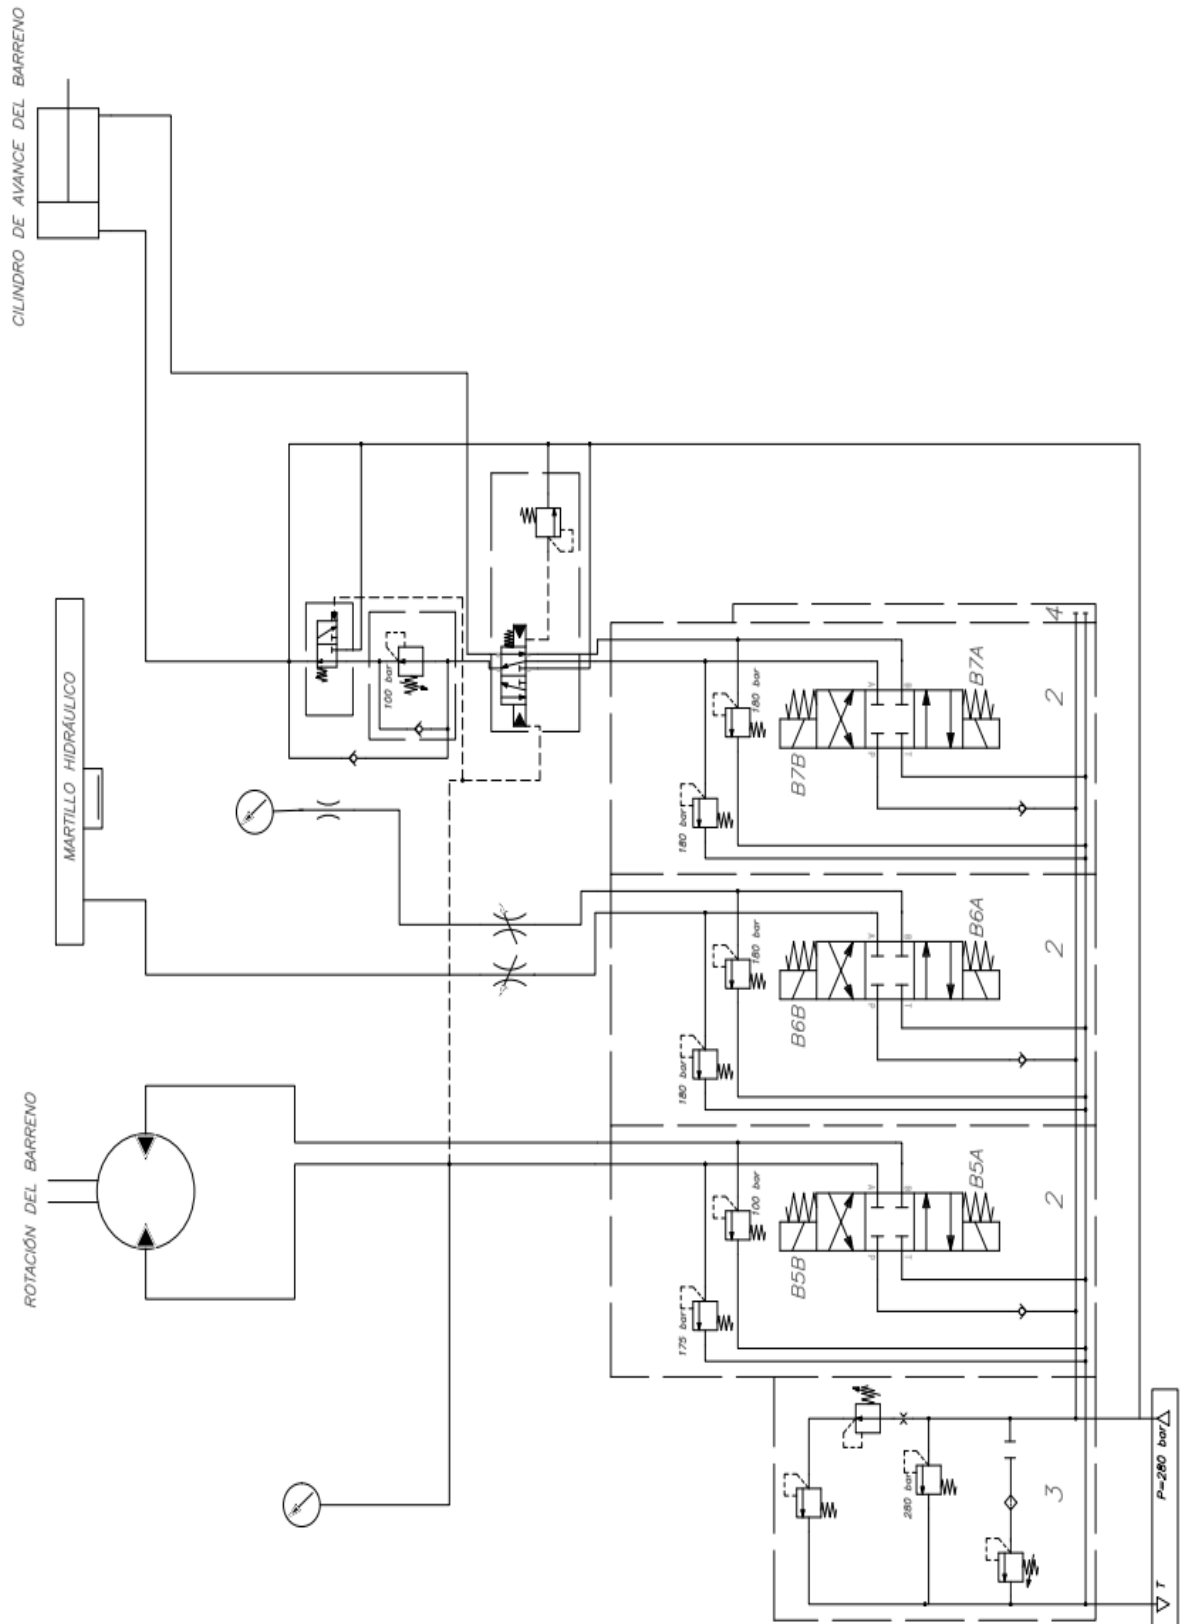 CILINDRO DE AVANCE DEL BARRENO
MARTILLO HIDRÁULICO
ROTACIÓN DEL BARRENO
100 bar
4
180 bar
180 bar
A
B
P
T
B7B
B7A
2
180 bar
180 bar
A
B
P
T
B6B
B6A
2
100 bar
175 bar
A
B
P
T
B5B
B5A
2
280 bar
3
P=280 bar
T